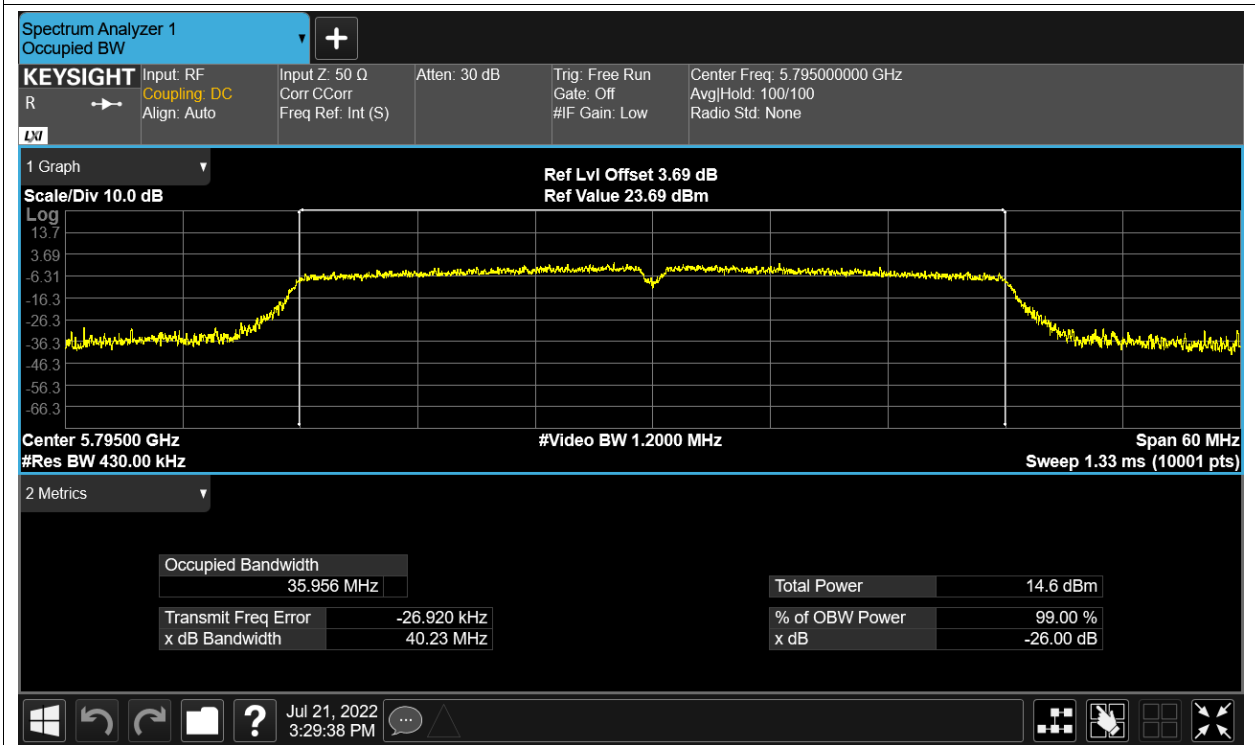 Spectrum Analyzer 1
Occupied BW
KEYSIGHT
R
LXI
Input: RF
Coupling: DC
Align: Auto
Input Z: 50 Ω
Corr CCorr
Freq Ref: Int (S)
Atten: 30 dB
Trig: Free Run
Gate: Off
#IF Gain: Low
Center Freq: 5.795000000 GHz
Avg|Hold: 100/100
Radio Std: None
1 Graph
Scale/Div 10.0 dB
Ref Lvl Offset 3.69 dB
Ref Value 23.69 dBm
Log
13.7
3.69
-6.31
-16.3
-26.3
-36.3
-46.3
-56.3
-66.3
Center 5.79500 GHz
#Video BW 1.2000 MHz
Span 60 MHz
#Res BW 430.00 kHz
Sweep 1.33 ms (10001 pts)
2 Metrics
Occupied Bandwidth
35.956 MHz
Transmit Freq Error -26.920 kHz
x dB Bandwidth 40.23 MHz
Total Power 14.6 dBm
% of OBW Power 99.00 %
x dB -26.00 dB
?
Jul 21, 2022
3:29:38 PM